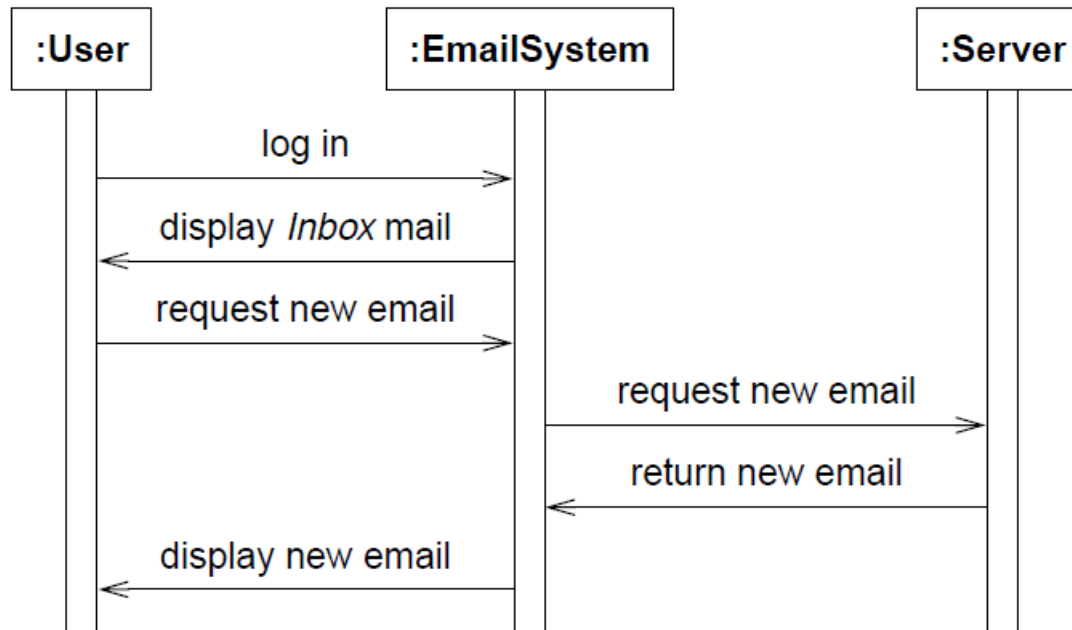 :User
:EmailSystem
:Server
log in
display Inbox mail
request new email
request new email
return new email
display new email